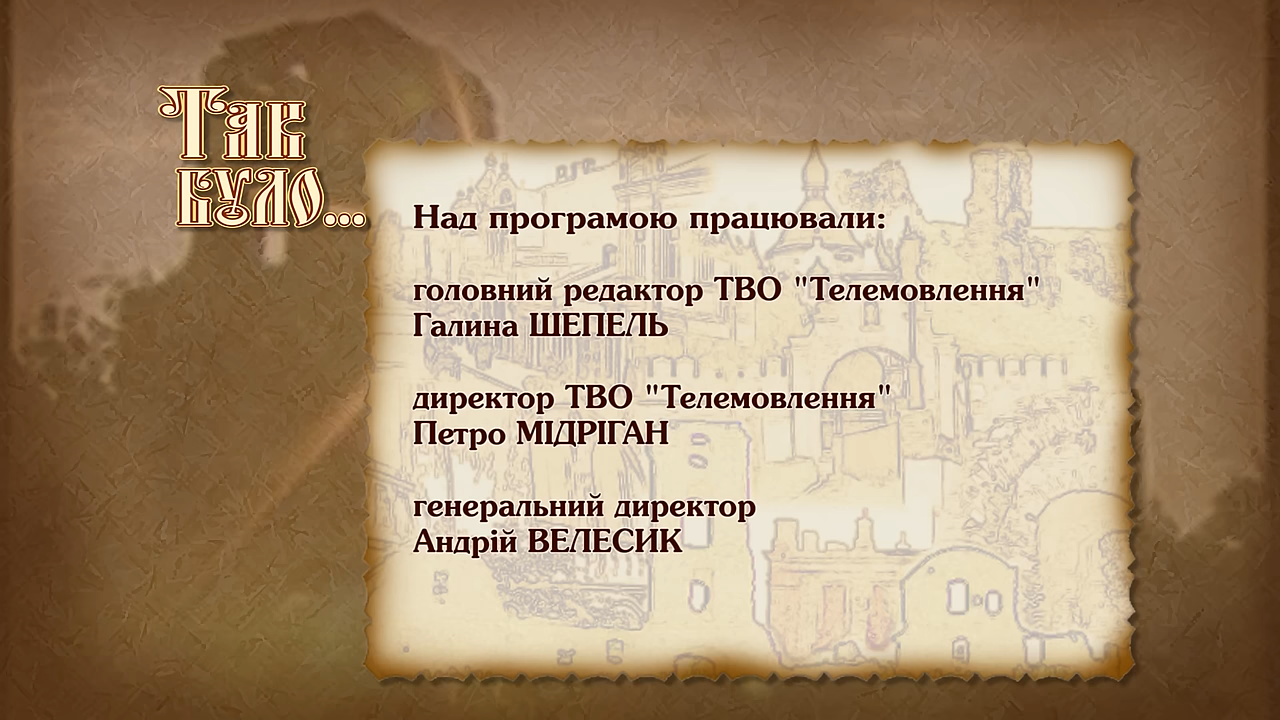 Так
було...
Над програмою працювали:
головний редактор ТВО "Телемовлення"
Галина ШЕПЕЛЬ
директор ТВО "Телемовлення"
Петро МІДРІГАН
генеральний директор
Андрій ВЕЛЕСИК